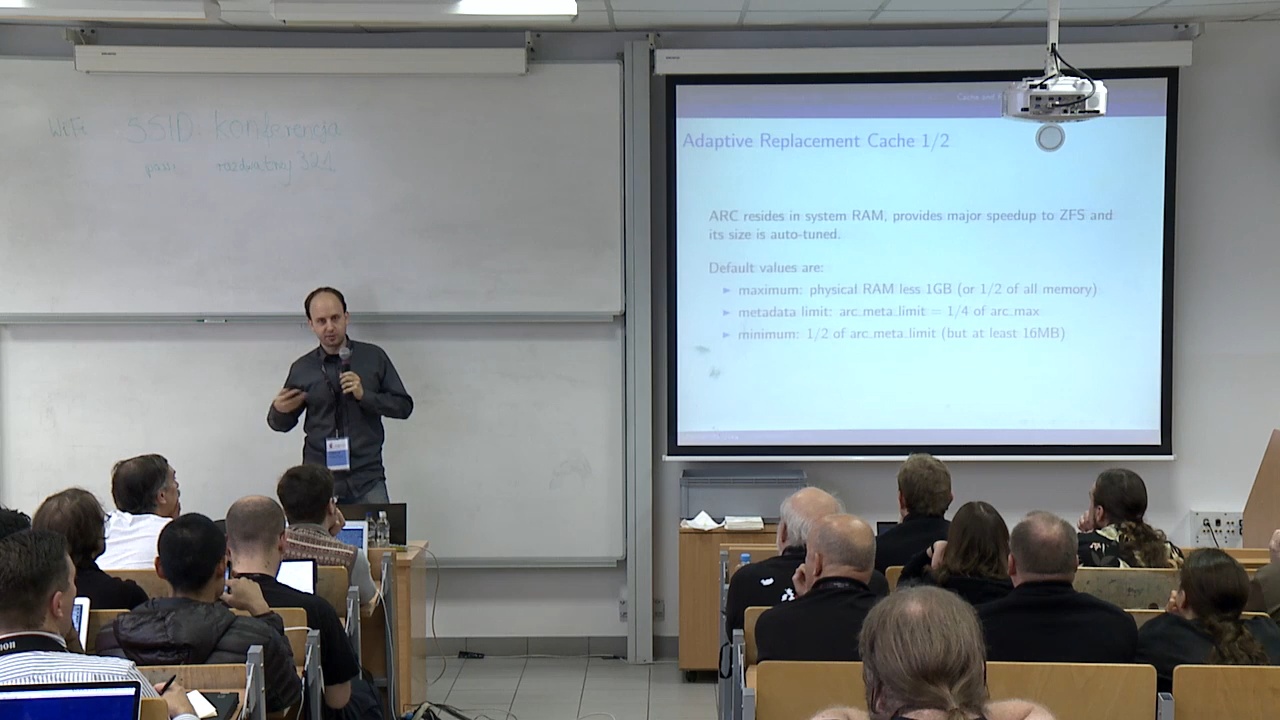 WiFi SSID: konferencja
pass:
Adaptive Replacement Cache 1/2
ARC resides in system RAM, provides major speedup to ZFS and
its size is auto-tuned.
Default values are:
maximum: physical RAM less 1GB (or 1/2 of all memory)
metadata limit: arc_meta_limit = 1/4 of arc_max
minimum: 1/2 of arc_meta_limit (but at least 16MB)